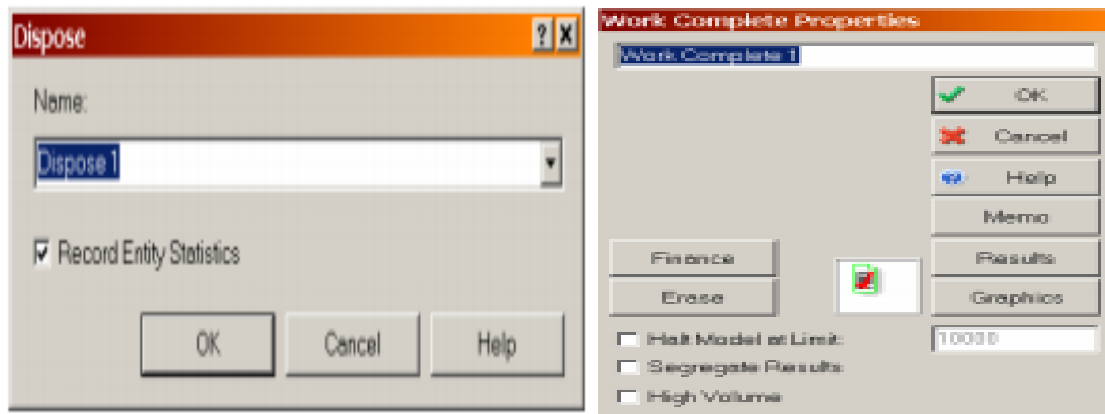 Dispose
? X
Name:
Dispose 1
Record Entity Statistics
OK Cancel Help
Work Complete Properties
Work Complete 1
OK
Cancel
Help
Memo
Finance
Results
Erase
Graphics
Halt Model at Limit:
10000
Segregate Results
High Volume